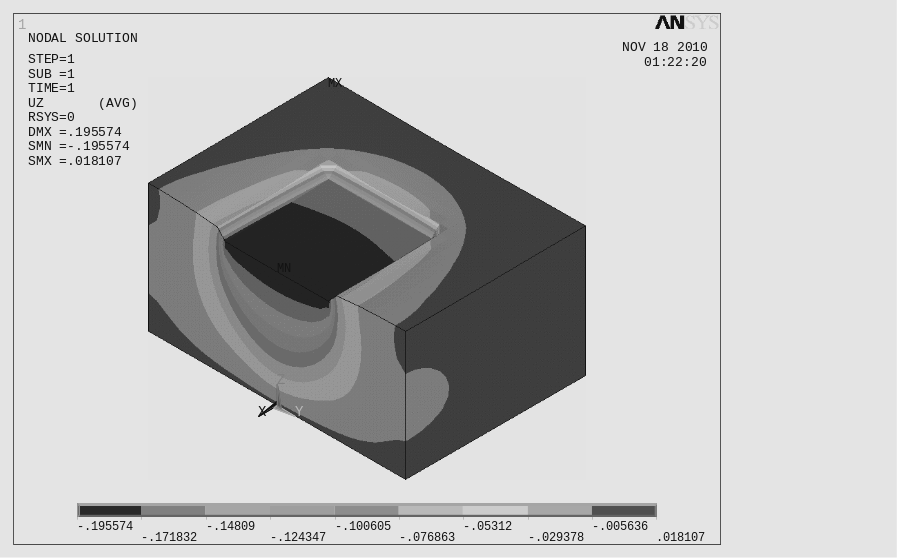 1
ANSYS
NODAL SOLUTION
NOV 18 2010
01:22:20
STEP=1
SUB =1
TIME=1
UZ (AVG)
RSYS=0
DMX =.195574
SMN =-.195574
SMX =.018107
MX
MN
Z
X Y
-.195574 -.14809 -.100605 -.05312 -.005636
-.171832 -.124347 -.076863 -.029378 .018107